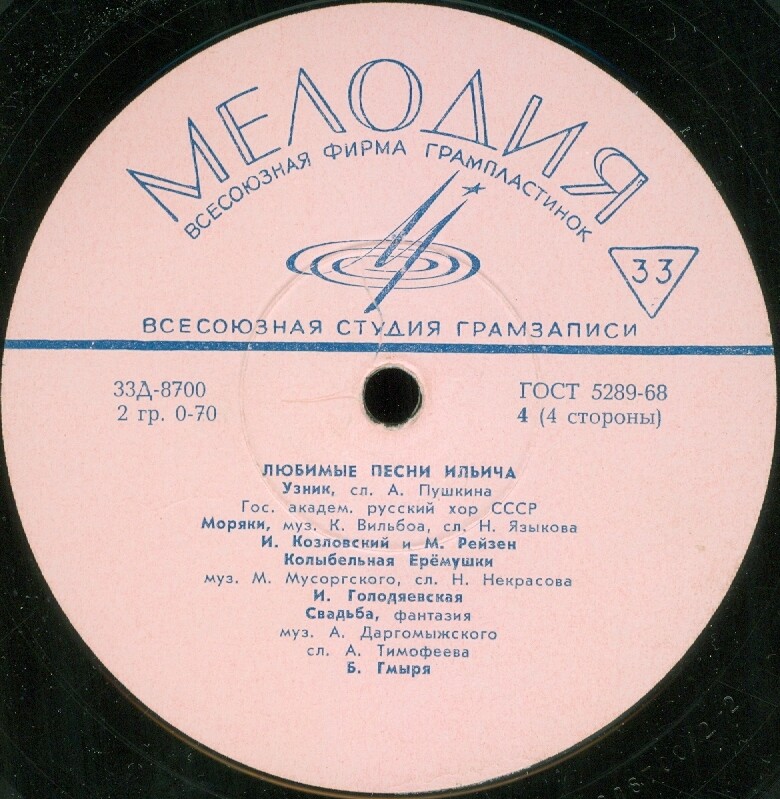 МЕЛОДИЯ
ВСЕСОЮЗНАЯ ФИРМА ГРАМПЛАСТИНОК
33
ВСЕСОЮЗНАЯ СТУДИЯ ГРАМЗАПИСИ
33Д-8700
ГОСТ 5289-68
2 гр. 0-70
4 (4 стороны)
ЛЮБИМЫЕ ПЕСНИ ИЛЬИЧА
Узник, сл. А. Пушкина
Гос. академ. русский хор СССР
Моряки, муз. К. Вильбоа, сл. Н. Языкова
И. Козловский и М. Рейзен
Колыбельная Ерёмушки
муз. М. Мусоргского, сл. Н. Некрасова
И. Голодяевская
Свадьба, фантазия
муз. А. Даргомыжского
сл. А. Тимофеева
Б. Гмыря